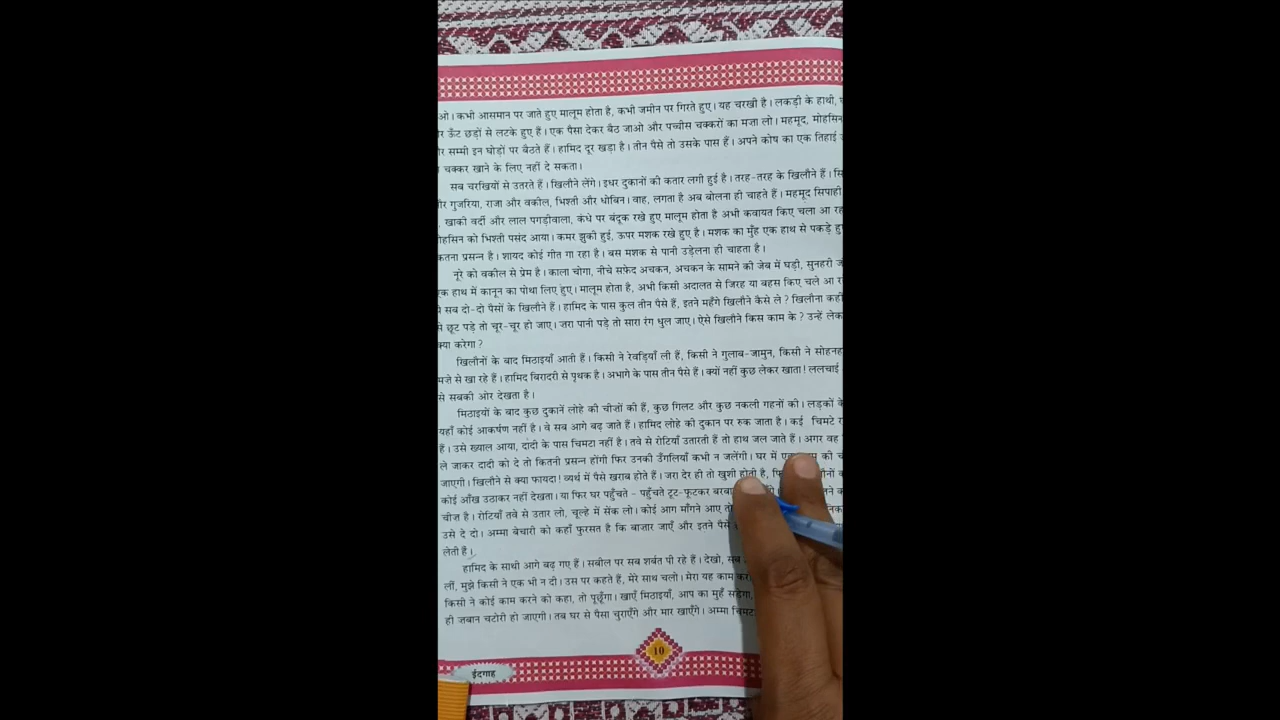 ओ। कभी आसमान पर जाते हुए मालूम होता है, कभी जमीन पर गिरते हुए। यह चरखी है। लकड़ी के हाथी,
ऊँट छड़ों से लटके हुए हैं। एक पैसा देकर बैठ जाओ और पच्चीस चक्करों का मज़ा लो। महमूद, मोहसिन
सम्मी इन घोड़ों पर बैठते हैं। हामिद दूर खड़ा है। तीन पैसे तो उसके पास हैं। अपने कोष का एक तिहाई
चक्कर खाने के लिए नहीं दे सकता।
सब चरखियों से उतरते हैं। खिलौने लेंगे। इधर दुकानों की कतार लगी हुई है। तरह-तरह के खिलौने हैं।
गुजरिया, राजा और वकील, भिश्ती और धोबिन। वाह, लगता है अब बोलना ही चाहते हैं। महमूद सिपाही
खाकी वर्दी और लाल पगड़ीवाला, कंधे पर बंदूक रखे हुए मालूम होता है अभी कवायत किए चला आ
को भिश्ती पसंद आया। कमर झुकी हुई, ऊपर मशक रखे हुए है। मशक का मुँह एक हाथ से पकड़े
प्रसन्न है। शायद कोई गीत गा रहा है। बस मशक से पानी उड़ेलना ही चाहता है।
नूरे को वकील से प्रेम है। काला चोगा, नीचे सफ़ेद अचकन, अचकन के सामने की जेब में घड़ी, सुनहरी
एक हाथ में कानून का पोथा लिए हुए। मालूम होता है, अभी किसी अदालत से जिरह या बहस किए चले आ
सब दो-दो पैसों के खिलौने हैं। हामिद के पास कुल तीन पैसे हैं, इतने महँगे खिलौने कैसे ले? खिलौना कहीं
से छूट पड़े तो चूर-चूर हो जाए। ज़रा पानी पड़े तो सारा रंग धुल जाए। ऐसे खिलौने किस काम के? उन्हें
क्या करेगा?
खिलौनों के बाद मिठाइयाँ आती हैं। किसी ने रेवड़ियाँ ली हैं, किसी ने गुलाब-जामुन, किसी ने
मजे से खा रहे हैं। हामिद बिरादरी से पृथक है। अभागे के पास तीन पैसे हैं। क्यों नहीं कुछ लेकर खाता! ललचाई
से सबकी ओर देखता है।
मिठाइयों के बाद कुछ दुकानें लोहे की चीज़ों की हैं, कुछ गिलट और कुछ नकली गहनों की। लड़कों के
यहाँ कोई आकर्षण नहीं है। वे सब आगे बढ़ जाते हैं। हामिद लोहे की दुकान पर रुक जाता है। कई चिमटे
हैं। उसे ख्याल आया, दादी के पास चिमटा नहीं है। तवे से रोटियाँ उतारती हैं तो हाथ जल जाते हैं। अगर वह
ले जाकर दादी को दे तो कितनी प्रसन्न होंगी फिर उनकी उँगलियाँ कभी न जलेंगी। घर में की
जाएगी। खिलौने से क्या फायदा! व्यर्थ में पैसे खराब होते हैं। जरा देर ही तो खुशी होती है,
कोई आँख उठाकर नहीं देखता। या फिर घर पहुँचते - पहुँचते टूट-फूटकर
चीज़ है। रोटियाँ तवे से उतार लो, चूल्हे में सेंक लो। कोई आग माँगने आए
उसे दे दो। अम्मा बेचारी को कहाँ फुरसत है कि बाज़ार जाएँ और इतने पैसे
लेती हैं।
हामिद के साथी आगे बढ़ गए हैं। सबील पर सब शर्बत पी रहे हैं। देखो, सब
लीं, मुझे किसी ने एक भी न दी। उस पर कहते हैं, मेरे साथ चलो। मेरा यह काम करो
किसी ने कोई काम करने को कहा, तो पूछूँगा। खाएँ मिठाइयाँ, आप का मुहँ सड़ेगा,
ही ज़बान चटोरी हो जाएगी। तब घर से पैसा चुराएँगे और मार खाएँगे। अम्मा
10
ईदगाह